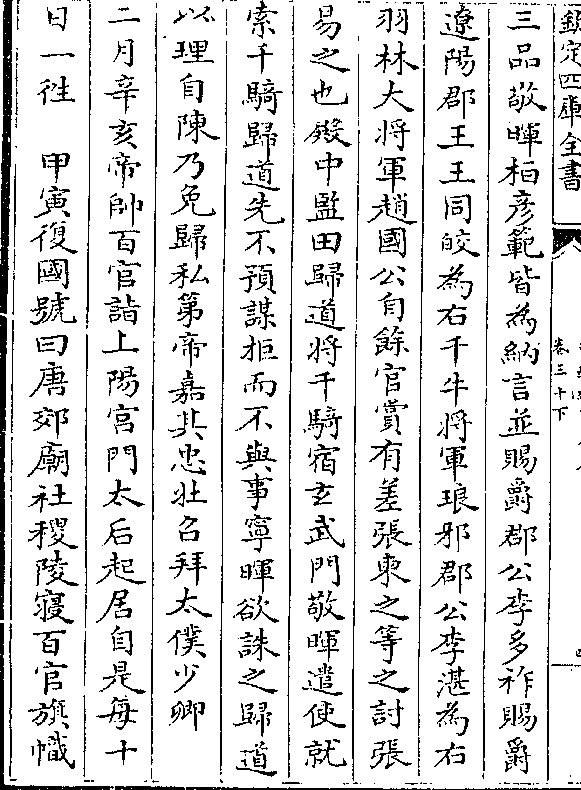 欽定四庫全書
卷三十下
三品敬暉桓彦範皆為納言並賜爵郡公李多祚賜爵
遼陽郡王王同皎為右千牛將軍琅邪郡公李湛為右
羽林大將軍趙國公自餘官賞有差張柬之等之討張
易之也殿中監田歸道將千騎宿玄武門敬暉遣使就
索千騎歸道先不預謀拒而不與事寧暉欲誅之歸道
以理自陳乃免歸私第帝嘉其忠壯召拜太僕少卿
二月辛亥帝帥百官詣上陽宫門太后起居自是每十
日一徃　甲寅復國號曰唐郊廟社稷陵寢百官旗幟